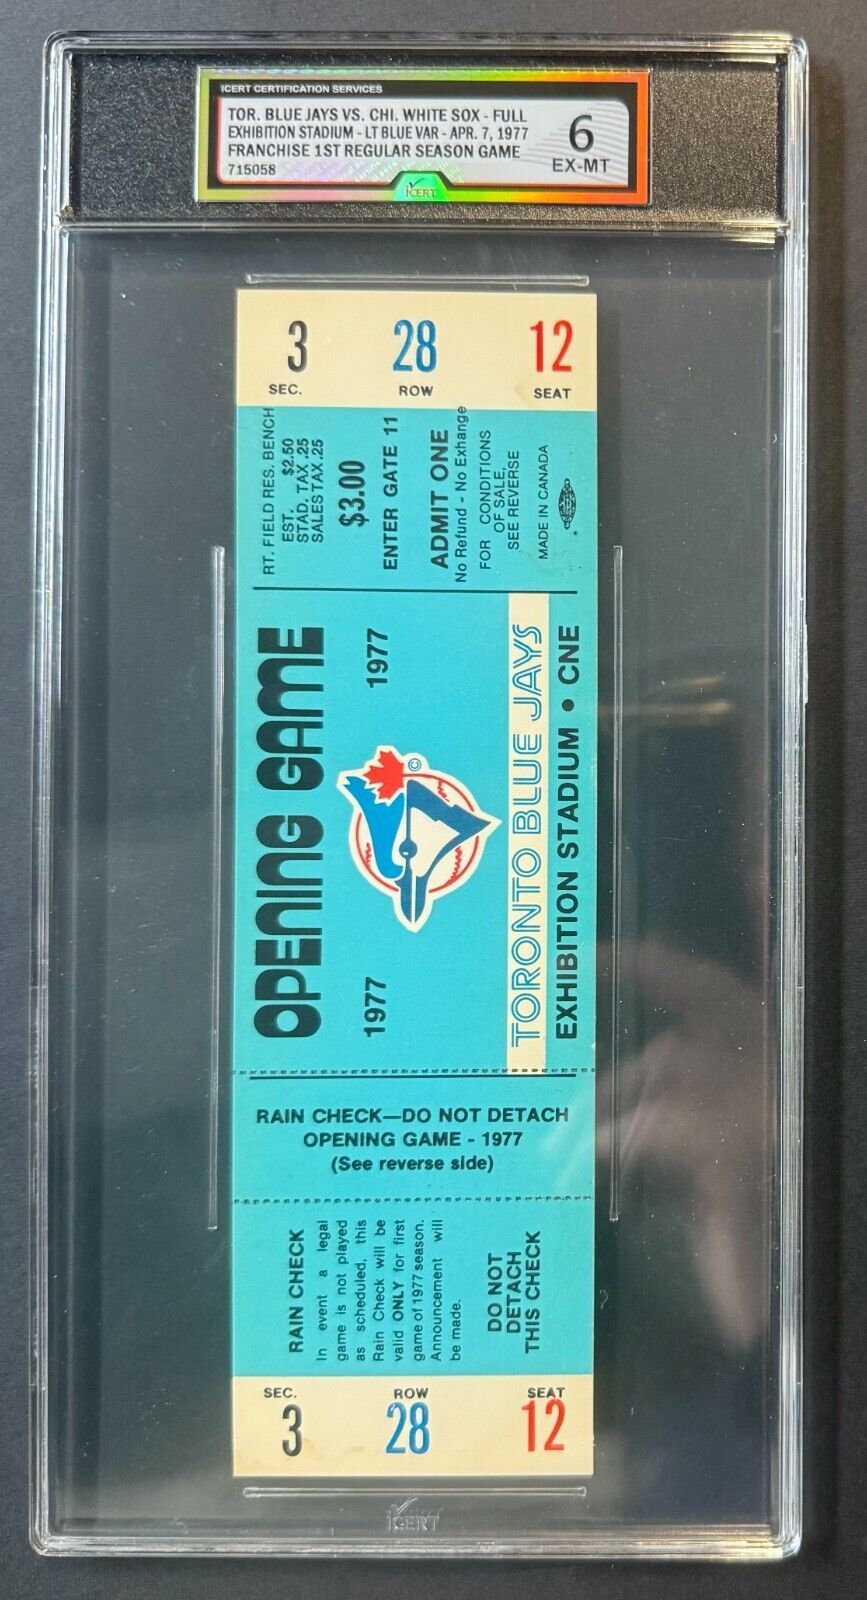 ICERT CERTIFICATION SERVICES
TOR. BLUE JAYS VS. CHI. WHITE SOX - FULL
EXHIBITION STADIUM - LT BLUE VAR - APR. 7, 1977
FRANCHISE 1ST REGULAR SEASON GAME
715058
6
EX-MT
iCERT
3 28 12
SEC. ROW SEAT
RT. FIELD RES. BENCH
EST. $2.50
STAD. TAX .25
SALES TAX .25
$3.00
ENTER GATE 11
ADMIT ONE
No Refund - No Exhange
FOR CONDITIONS
OF SALE,
SEE REVERSE
MADE IN CANADA
OPENING GAME
1977 1977
©
TORONTO BLUE JAYS
EXHIBITION STADIUM • CNE
RAIN CHECK—DO NOT DETACH
OPENING GAME - 1977
(See reverse side)
RAIN CHECK
In event a legal
game is not played
as scheduled, this
Rain Check will be
valid ONLY for first
game of 1977 season.
Announcement will
be made.
DO NOT
DETACH
THIS CHECK
SEC. ROW SEAT
3 28 12
iCERT